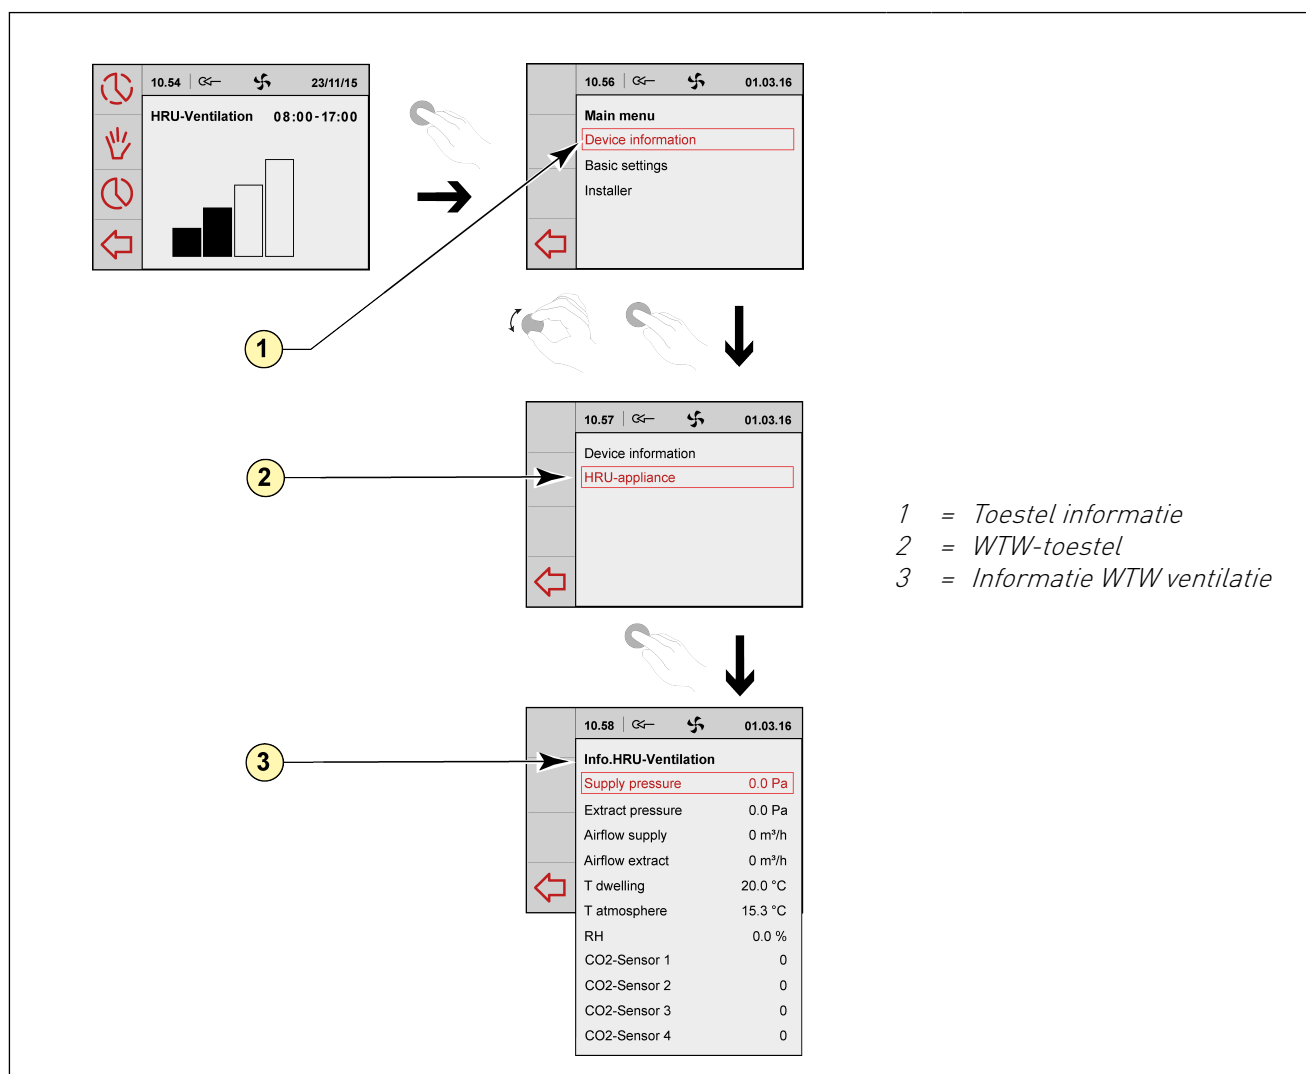 10.54 23/11/15
HRU-Ventilation 08:00-17:00
10.56 01.03.16
Main menu
Device information
Basic settings
Installer
1
10.57 01.03.16
Device information
HRU-appliance
2
1 = Toestel informatie
2 = WTW-toestel
3 = Informatie WTW ventilatie
10.58 01.03.16
3
Info.HRU-Ventilation
Supply pressure 0.0 Pa
Extract pressure 0.0 Pa
Airflow supply 0 m³/h
Airflow extract 0 m³/h
T dwelling 20.0 °C
T atmosphere 15.3 °C
RH 0.0 %
CO2-Sensor 1 0
CO2-Sensor 2 0
CO2-Sensor 3 0
CO2-Sensor 4 0